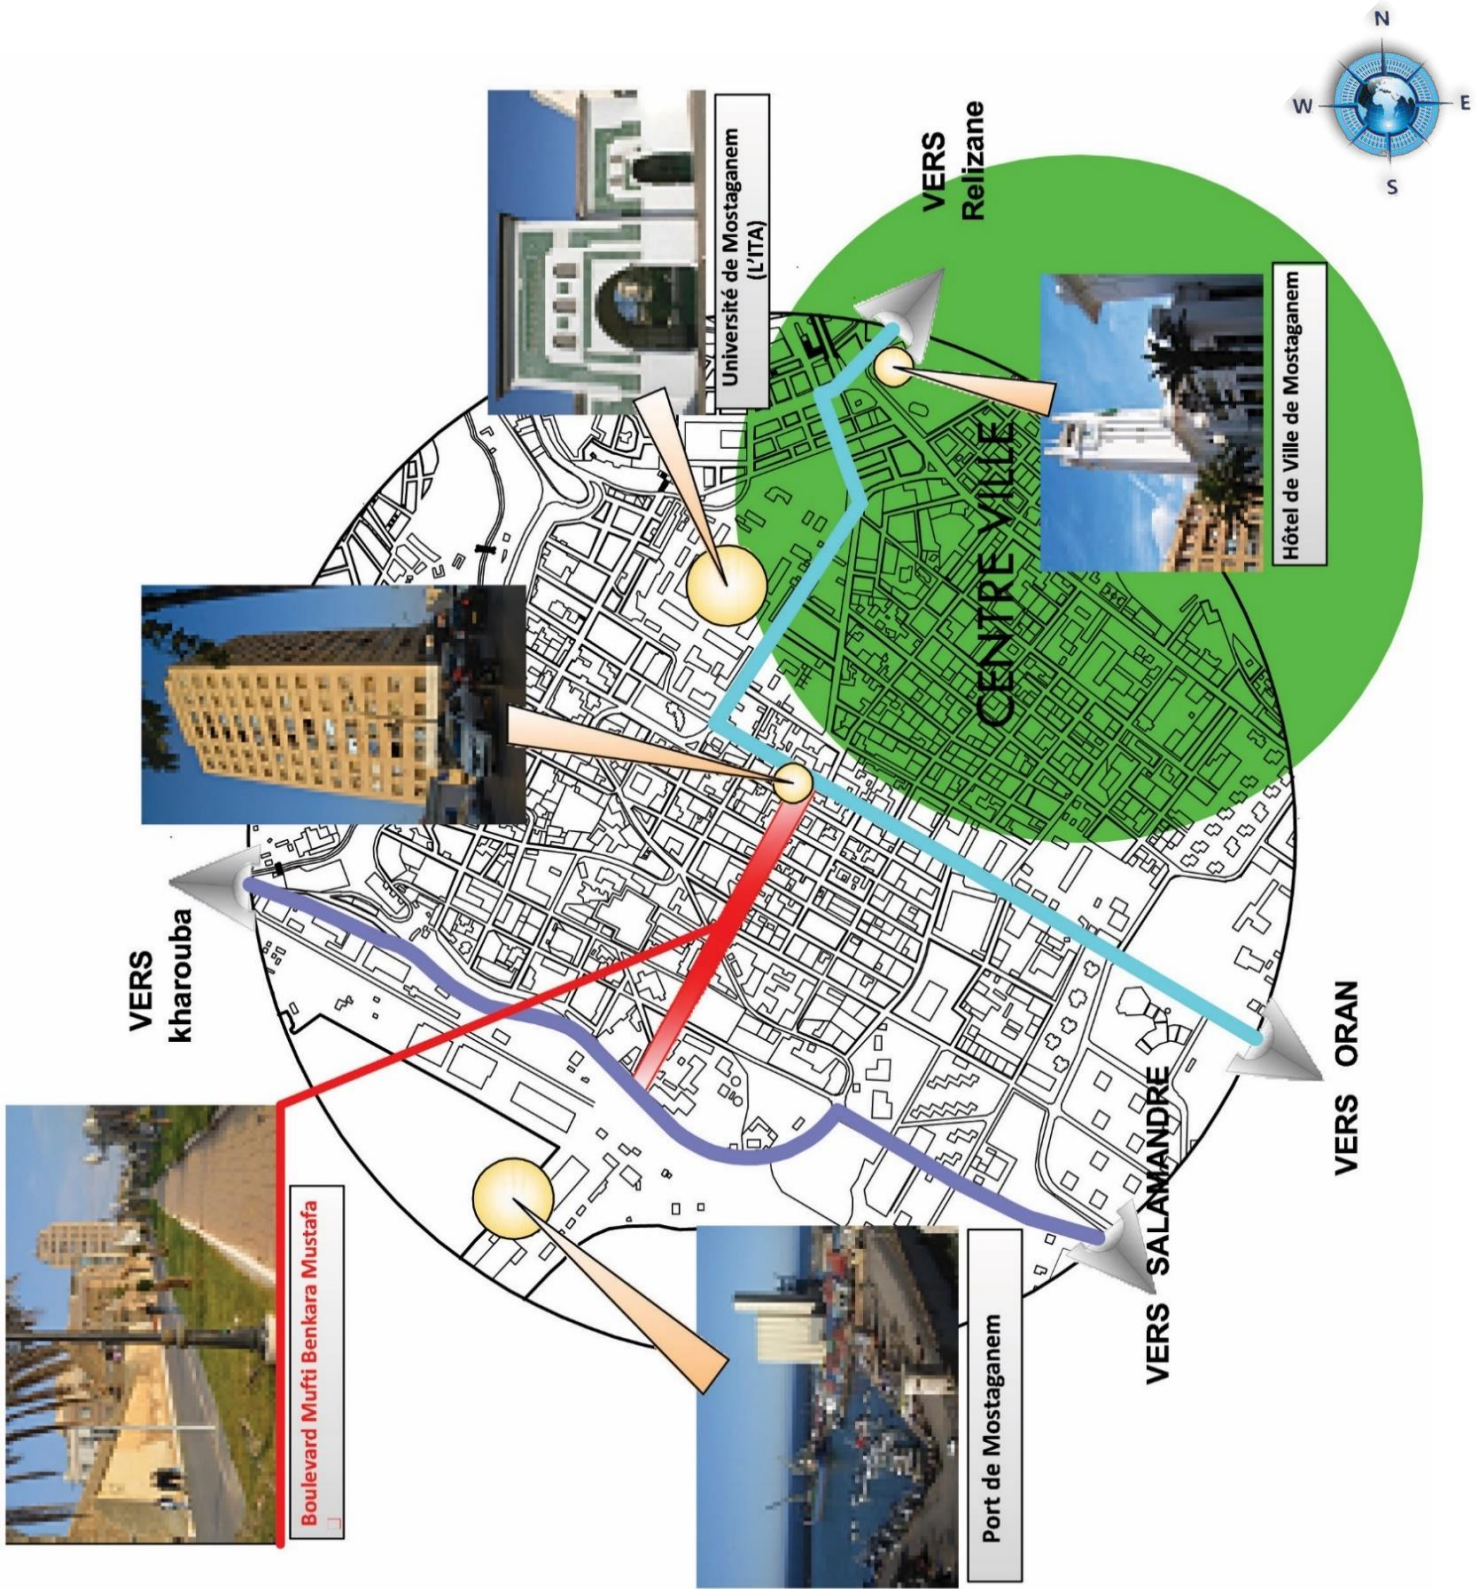 N
W
E
S
VERS
Relizane
Université de Mostaganem
(L'ITA)
Hôtel de Ville de Mostaganem
CENTRE VILLE
VERS
kharouba
Boulevard Mufti Benkara Mustafa
Port de Mostaganem
VERS SALAMANDRE
VERS ORAN